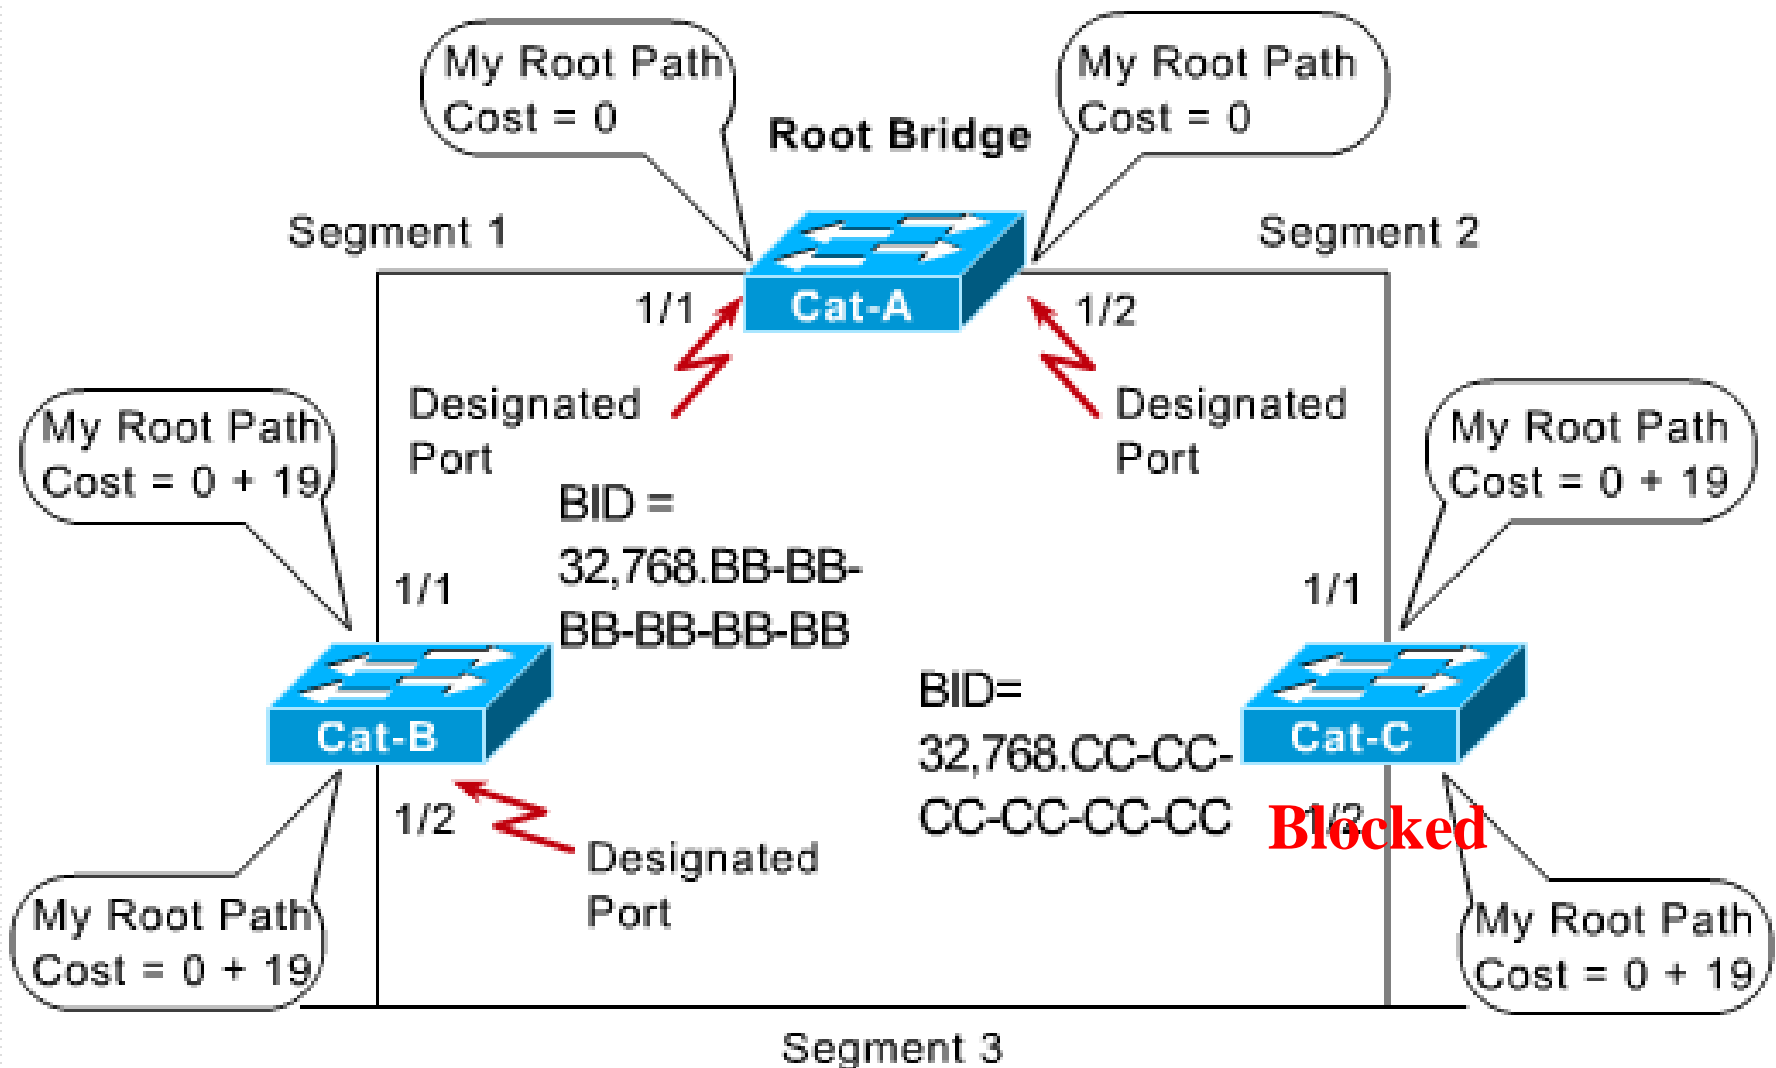 My Root Path
Cost = 0
My Root Path
Cost = 0
Root Bridge
Segment 1
Segment 2
1/1
Cat-A
1/2
Designated
Port
Designated
Port
My Root Path
Cost = 0 + 19
My Root Path
Cost = 0 + 19
BID =
32,768.BB-BB-
BB-BB-BB-BB
1/1
1/1
BID=
32,768.CC-CC-
CC-CC-CC-CC
Cat-B
Cat-C
1/2
1/2
Blocked
Designated
Port
My Root Path
Cost = 0 + 19
My Root Path
Cost = 0 + 19
Segment 3